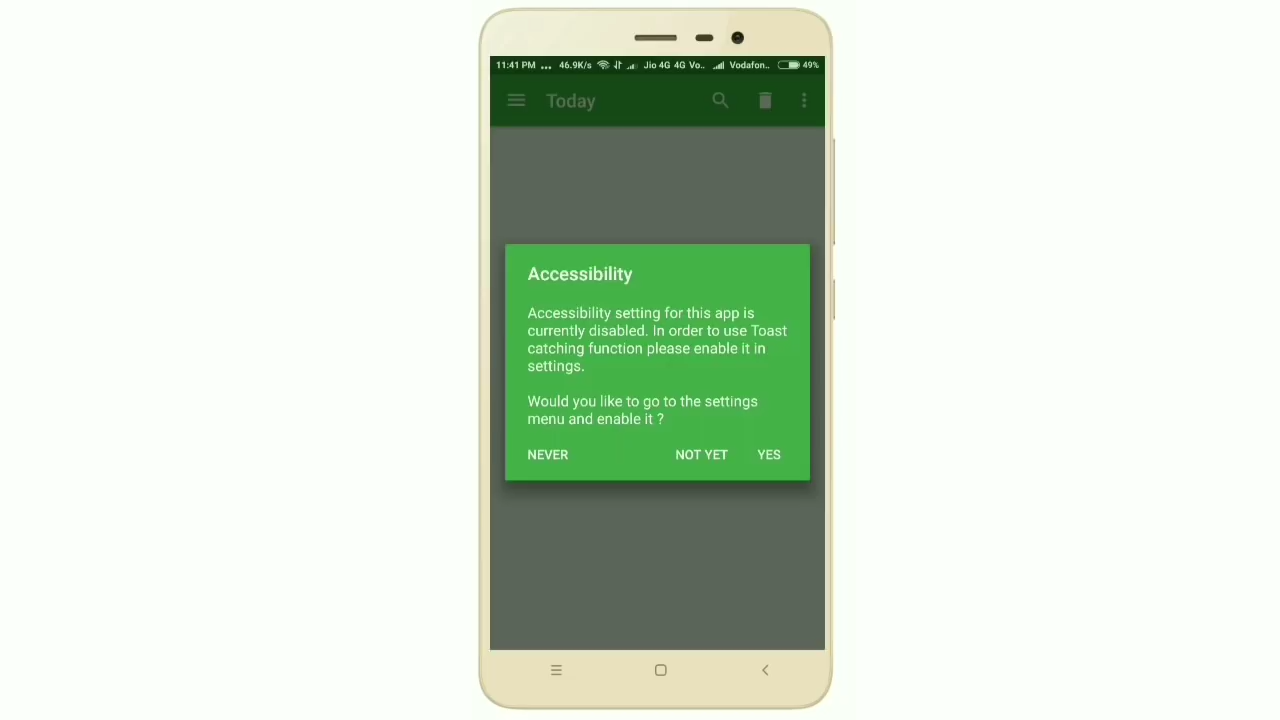 11:41 PM ... 46.9K/s Jio 4G 4G Vo.. Vodafon.. 49%
Today
Accessibility
Accessibility setting for this app is
currently disabled. In order to use Toast
catching function please enable it in
settings.
Would you like to go to the settings
menu and enable it ?
NEVER NOT YET YES